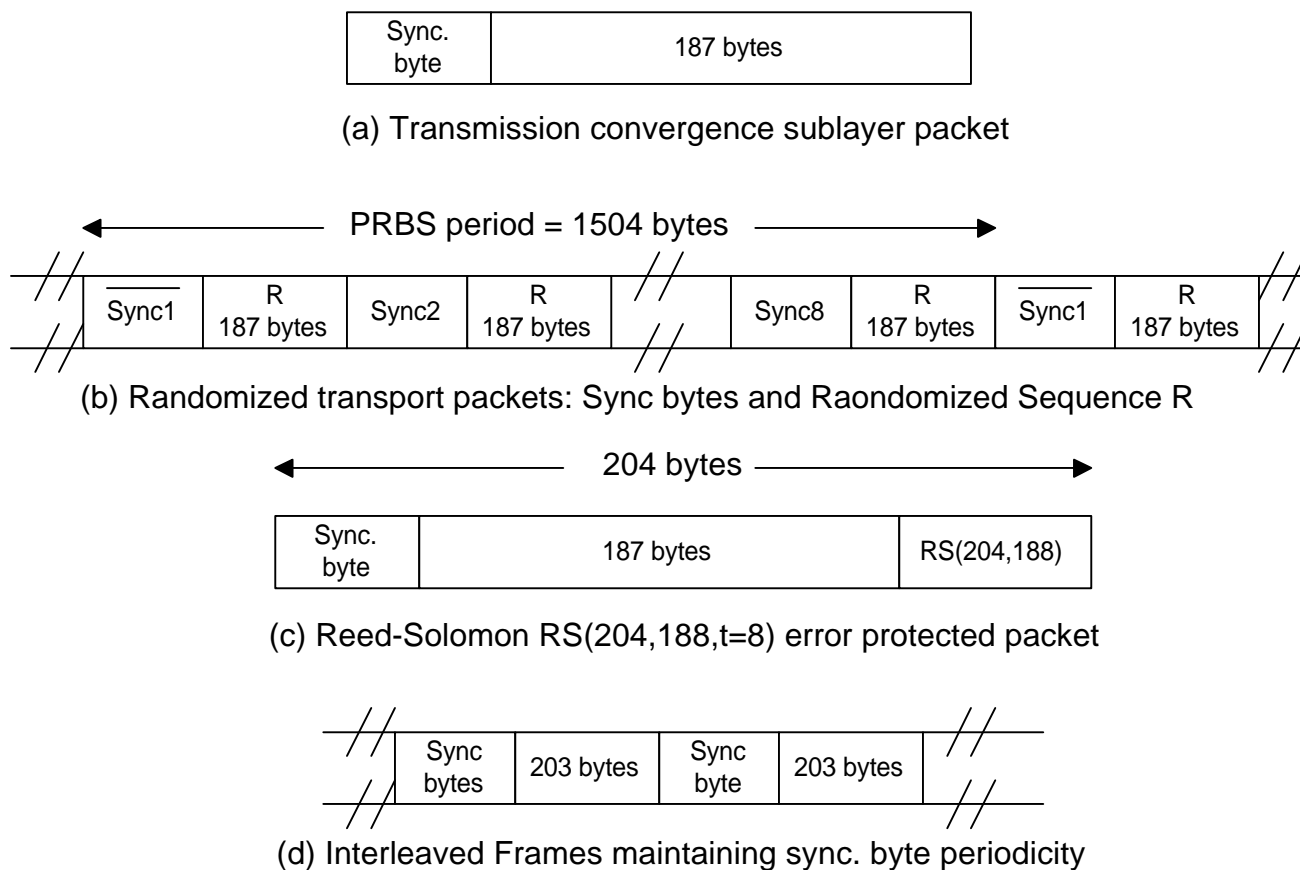 Sync. byte
187 bytes
(a) Transmission convergence sublayer packet
PRBS period = 1504 bytes
Sync1
R
187 bytes
Sync2
R
187 bytes
Sync8
R
187 bytes
Sync1
R
187 bytes
(b) Randomized transport packets: Sync bytes and Raondomized Sequence R
204 bytes
Sync.
byte
187 bytes
RS(204,188)
(c) Reed-Solomon RS(204,188,t=8) error protected packet
Sync
bytes
203 bytes
Sync
byte
203 bytes
(d) Interleaved Frames maintaining sync. byte periodicity